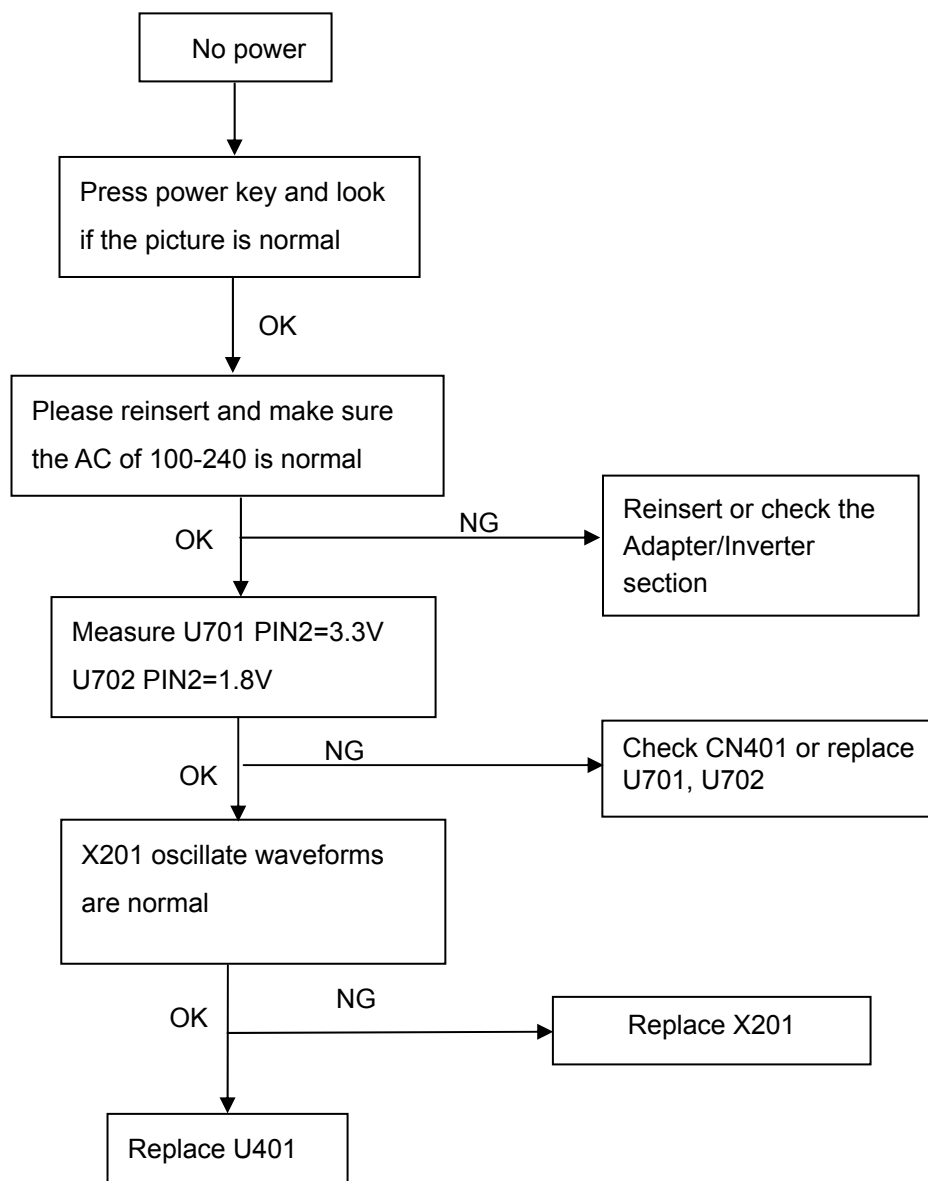 No power
Press power key and look
if the picture is normal
OK
Please reinsert and make sure
the AC of 100-240 is normal
OK
NG
Reinsert or check the
Adapter/Inverter
section
Measure U701 PIN2=3.3V
U702 PIN2=1.8V
OK
NG
Check CN401 or replace
U701, U702
X201 oscillate waveforms
are normal
OK
NG
Replace X201
Replace U401